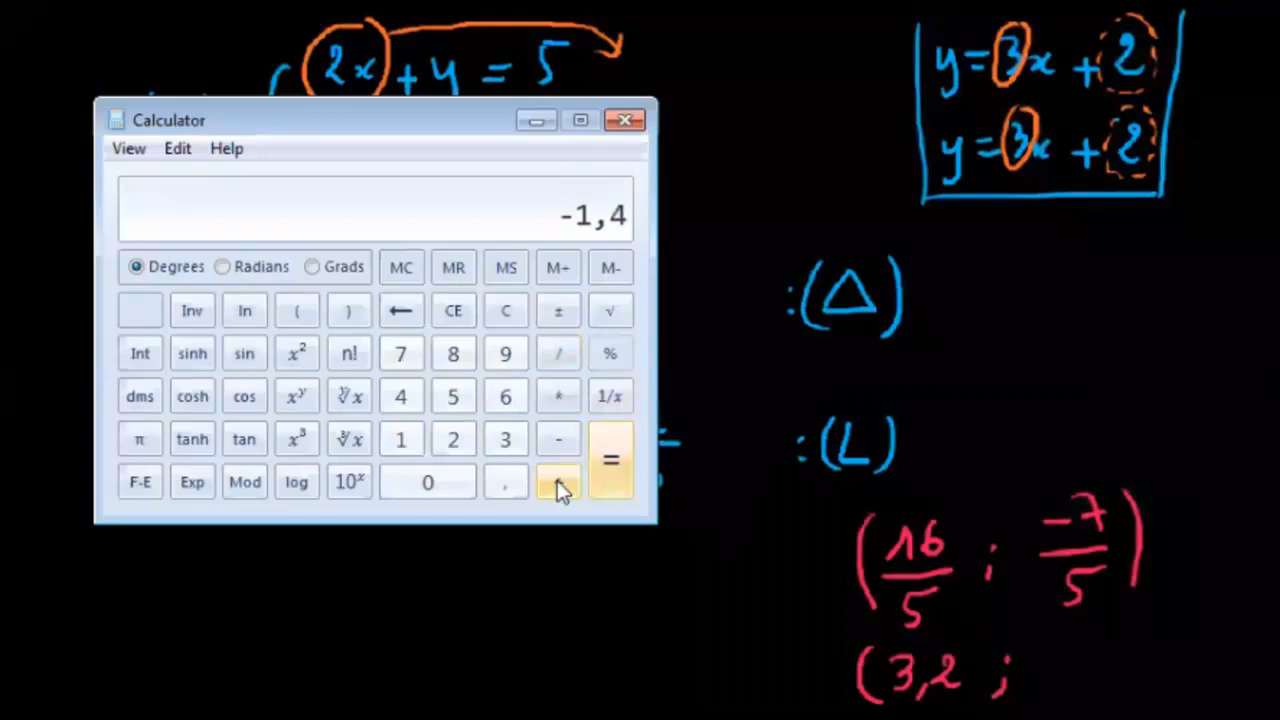 2x + y = 5
y = 3x + 2
y = 3x + 2
Calculator
View Edit Help
-1,4
Degrees Radians Grads MC MR MS M+ M-
Inv ln ( ) ← CE C ± √
Int sinh sin x² n! 7 8 9 / %
dms cosh cos xʸ ʸ√x 4 5 6 * 1/x
π tanh tan x³ ³√x 1 2 3 - =
F-E Exp Mod log 10ˣ 0 ,
:(△)
:(L)
(16/5 ; -7/5)
(3,2 ;